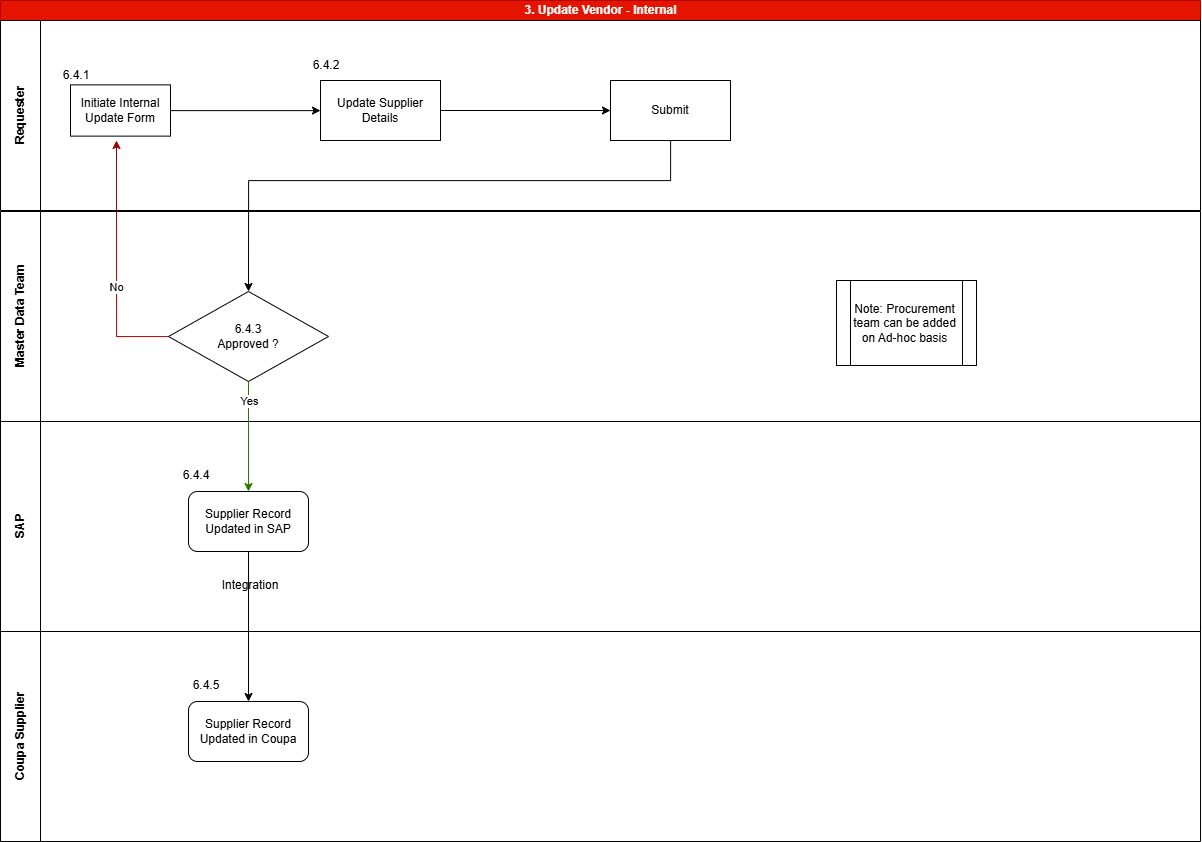 3. Update Vendor - Internal
Requester
6.4.1
Initiate Internal
Update Form
6.4.2
Update Supplier
Details
Submit
Master Data Team
No
6.4.3
Approved ?
Yes
Note: Procurement
team can be added
on Ad-hoc basis
SAP
6.4.4
Supplier Record
Updated in SAP
Integration
Coupa Supplier
6.4.5
Supplier Record
Updated in Coupa